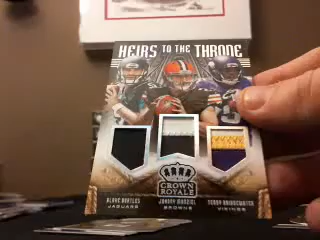 HEIRS TO THE THRONE
BLAKE BORTLES
JAGUARS
JOHNNY MANZIEL
BROWNS
TEDDY BRIDGEWATER
VIKINGS
CROWN
ROYALE